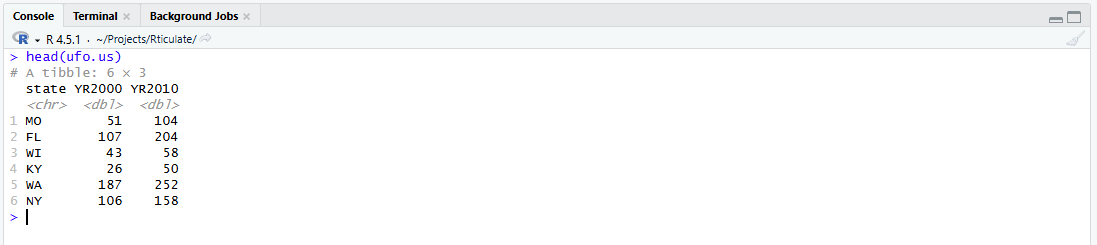 Console Terminal × Background Jobs ×
R R 4.5.1 · ~/Projects/Rticulate/
> head(ufo.us)
# A tibble: 6 × 3
  state YR2000 YR2010
  <chr>  <dbl>  <dbl>
1 MO        51    104
2 FL       107    204
3 WI        43     58
4 KY        26     50
5 WA       187    252
6 NY       106    158
>